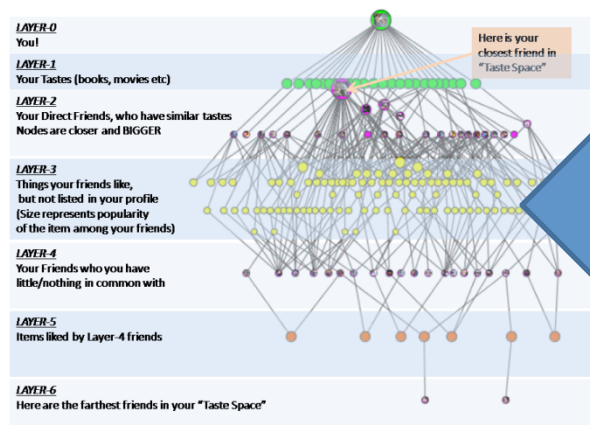 LAYER-0
You!
Here is your
closest friend in
“Taste Space”
LAYER-1
Your Tastes (books, movies etc)
LAYER-2
Your Direct Friends, who have similar tastes
Nodes are closer and BIGGER
LAYER-3
Things your friends like,
but not listed in your profile
(Size represents popularity
of the item among your friends)
LAYER-4
Your Friends who you have
little/nothing in common with
LAYER-5
Items liked by Layer-4 friends
LAYER-6
Here are the farthest friends in your “Taste Space”